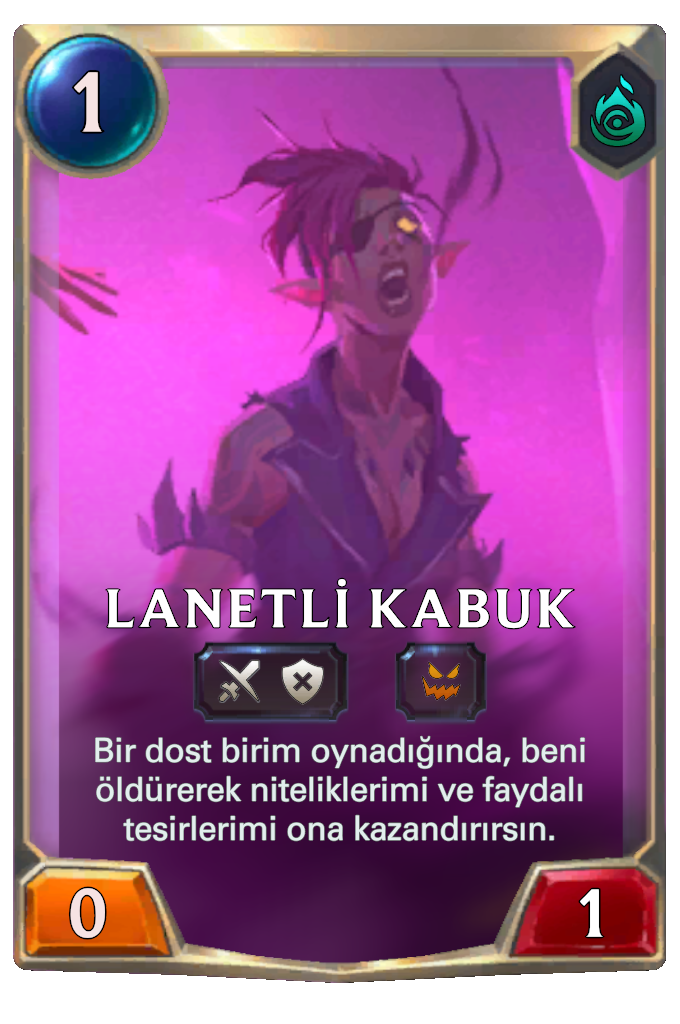 1
LANETLİ KABUK
Bir dost birim oynadığında, beni
öldürerek niteliklerimi ve faydalı
tesirlerimi ona kazandırırsın.
0
1